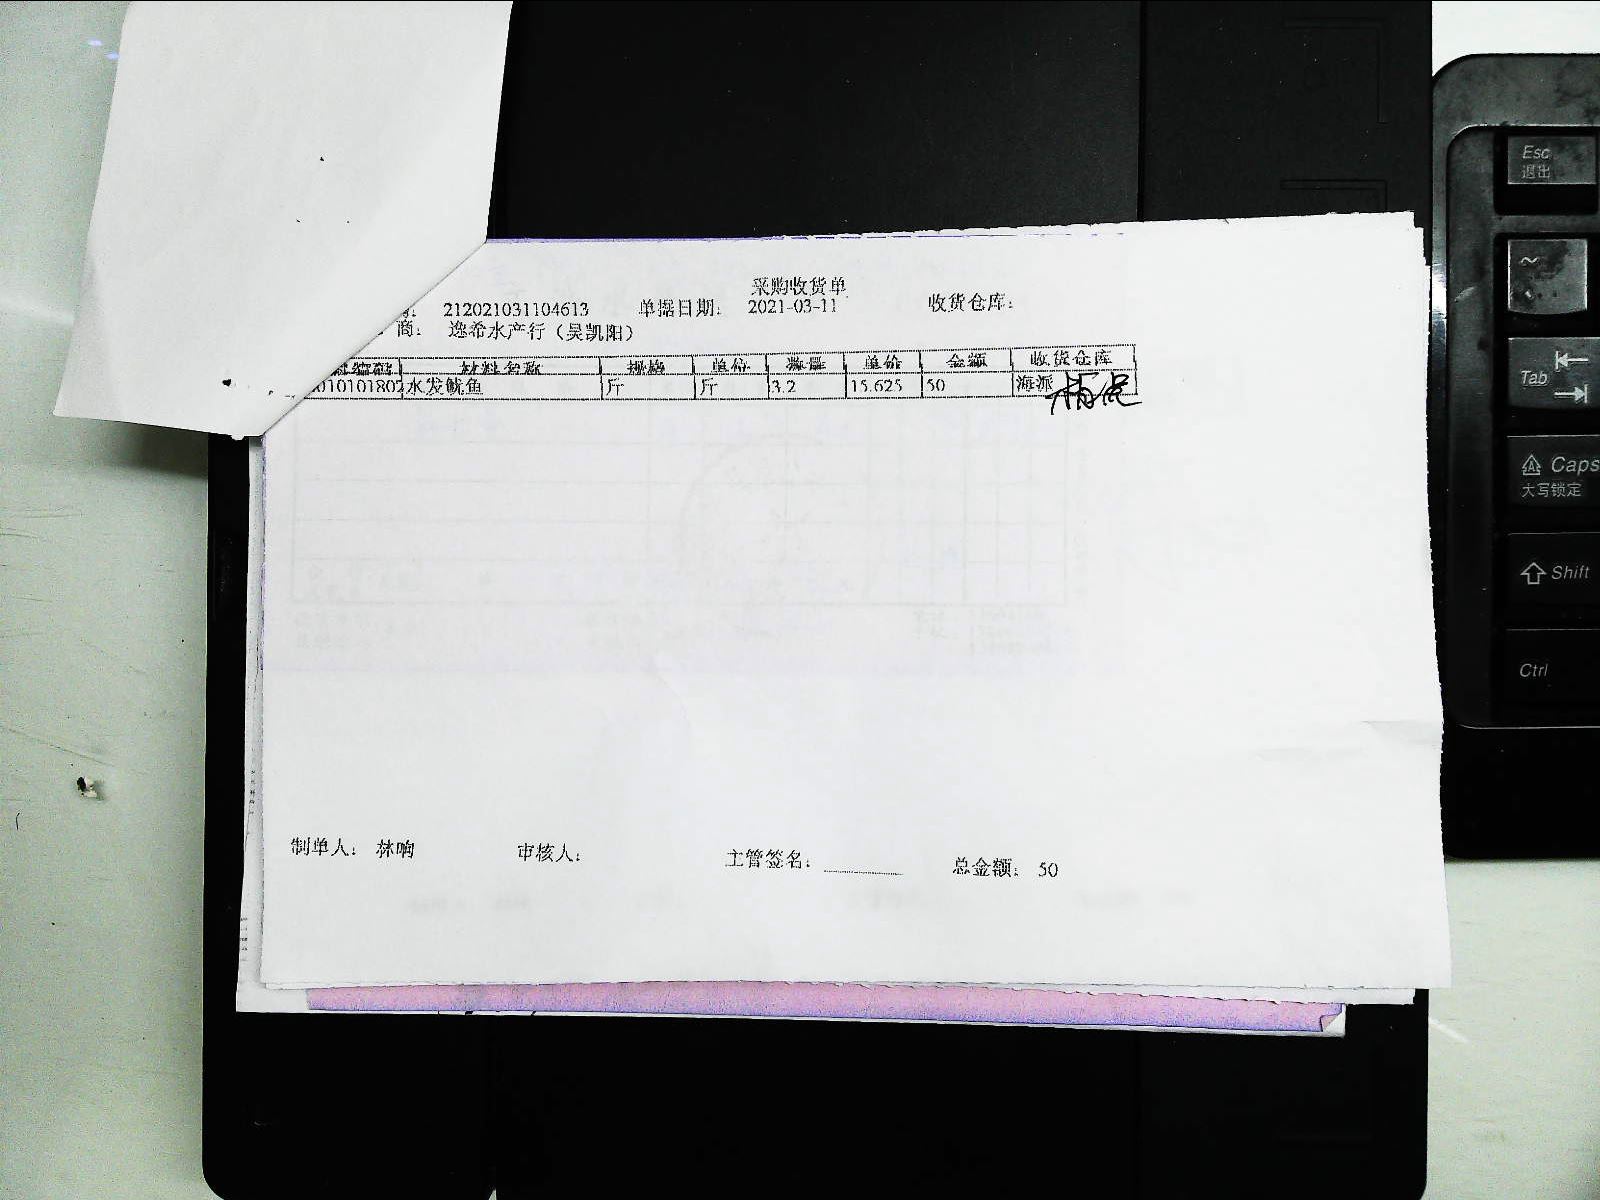 采购收货单
212021031104613 单据日期： 2021-03-11 收货仓库：
商： 逸希水产行（吴凯阳）
材料名称 规格 单位 数量 单价 金额 收货仓库
010101802 水发鱿鱼 斤 斤 3.2 15.625 50 海派
制单人： 林响 审核人： 主管签名： 总金额： 50
Esc
退出
~
Tab
Caps
大写锁定
Shift
Ctrl